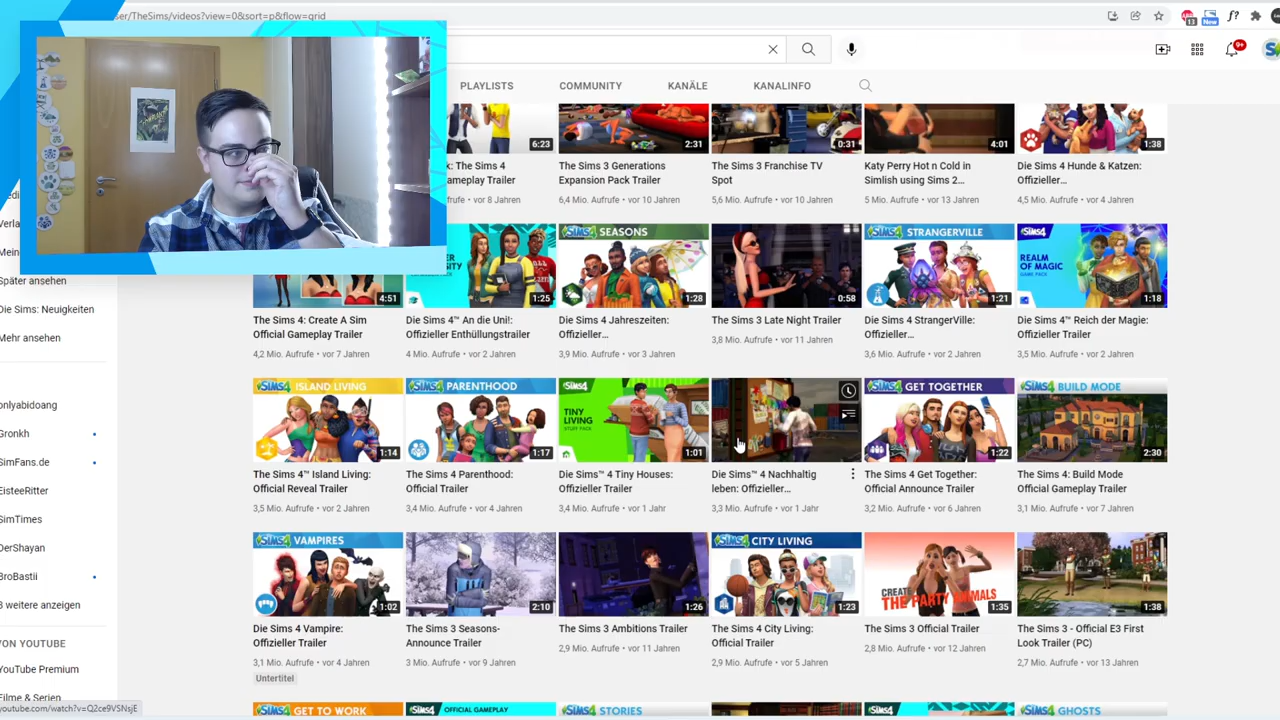 ser/TheSims/videos?view=0&sort=p&flow=grid
13
New
f?
9+
PLAYLISTS
COMMUNITY
KANÄLE
KANALINFO
6:23
2:31
0:31
4:01
1:38
The Sims 4
ameplay Trailer
vor 8 Jahren
The Sims 3 Generations
Expansion Pack Trailer
6,4 Mio. Aufrufe • vor 10 Jahren
The Sims 3 Franchise TV
Spot
5,6 Mio. Aufrufe • vor 10 Jahren
Katy Perry Hot n Cold in
Simlish using Sims 2...
5 Mio. Aufrufe • vor 13 Jahren
Die Sims 4 Hunde & Katzen:
Offizieller...
4,5 Mio. Aufrufe • vor 4 Jahren
Später ansehen
Die Sims: Neuigkeiten
Mehr ansehen
onlyabidoang
Gronkh
SimFans.de
EisteeRitter
SimTimes
DerShayan
BroBastii
3 weitere anzeigen
VON YOUTUBE
YouTube Premium
Filme & Serien
4:51
1:25
SEASONS
1:28
0:58
STRANGERVILLE
1:21
SIMS4
REALM
OF MAGIC
GAME PACK
1:18
The Sims 4: Create A Sim
Official Gameplay Trailer
4,2 Mio. Aufrufe • vor 7 Jahren
Die Sims 4™ An die Uni!:
Offizieller Enthüllungstrailer
4 Mio. Aufrufe • vor 2 Jahren
Die Sims 4 Jahreszeiten:
Offizieller...
3,9 Mio. Aufrufe • vor 3 Jahren
The Sims 3 Late Night Trailer
3,8 Mio. Aufrufe • vor 11 Jahren
Die Sims 4 StrangerVille:
Offizieller...
3,6 Mio. Aufrufe • vor 2 Jahren
Die Sims 4™ Reich der Magie:
Offizieller Trailer
3,5 Mio. Aufrufe • vor 2 Jahren
SIMS4 ISLAND LIVING
1:14
SIMS4 PARENTHOOD
1:17
SIMS4
TINY
LIVING
STUFF PACK
1:01
SIMS4 GET TOGETHER
1:22
SIMS4 BUILD MODE
2:30
The Sims 4™ Island Living:
Official Reveal Trailer
3,5 Mio. Aufrufe • vor 2 Jahren
The Sims 4 Parenthood:
Official Trailer
3,4 Mio. Aufrufe • vor 4 Jahren
Die Sims™ 4 Tiny Houses:
Offizieller Trailer
3,4 Mio. Aufrufe • vor 1 Jahr
Die Sims™ 4 Nachhaltig
leben: Offizieller...
3,3 Mio. Aufrufe • vor 1 Jahr
The Sims 4 Get Together:
Official Announce Trailer
3,2 Mio. Aufrufe • vor 6 Jahren
The Sims 4: Build Mode
Official Gameplay Trailer
3,1 Mio. Aufrufe • vor 7 Jahren
SIMS4 VAMPIRES
1:02
2:10
1:26
SIMS4 CITY LIVING
1:23
CREATE
THE PARTY ANIMALS
1:35
1:38
Die Sims 4 Vampire:
Offizieller Trailer
3,1 Mio. Aufrufe • vor 4 Jahren
Untertitel
The Sims 3 Seasons-
Announce Trailer
3 Mio. Aufrufe • vor 9 Jahren
The Sims 3 Ambitions Trailer
2,9 Mio. Aufrufe • vor 11 Jahren
The Sims 4 City Living:
Official Trailer
2,9 Mio. Aufrufe • vor 5 Jahren
The Sims 3 Official Trailer
2,8 Mio. Aufrufe • vor 12 Jahren
The Sims 3 - Official E3 First
Look Trailer (PC)
2,7 Mio. Aufrufe • vor 13 Jahren
youtube.com/watch?v=Q2ce9VSNsjE
SIMS4 GET TO WORK
OFFICIAL GAMEPLAY
SIMS4 STORIES
SIMS4 GHOSTS